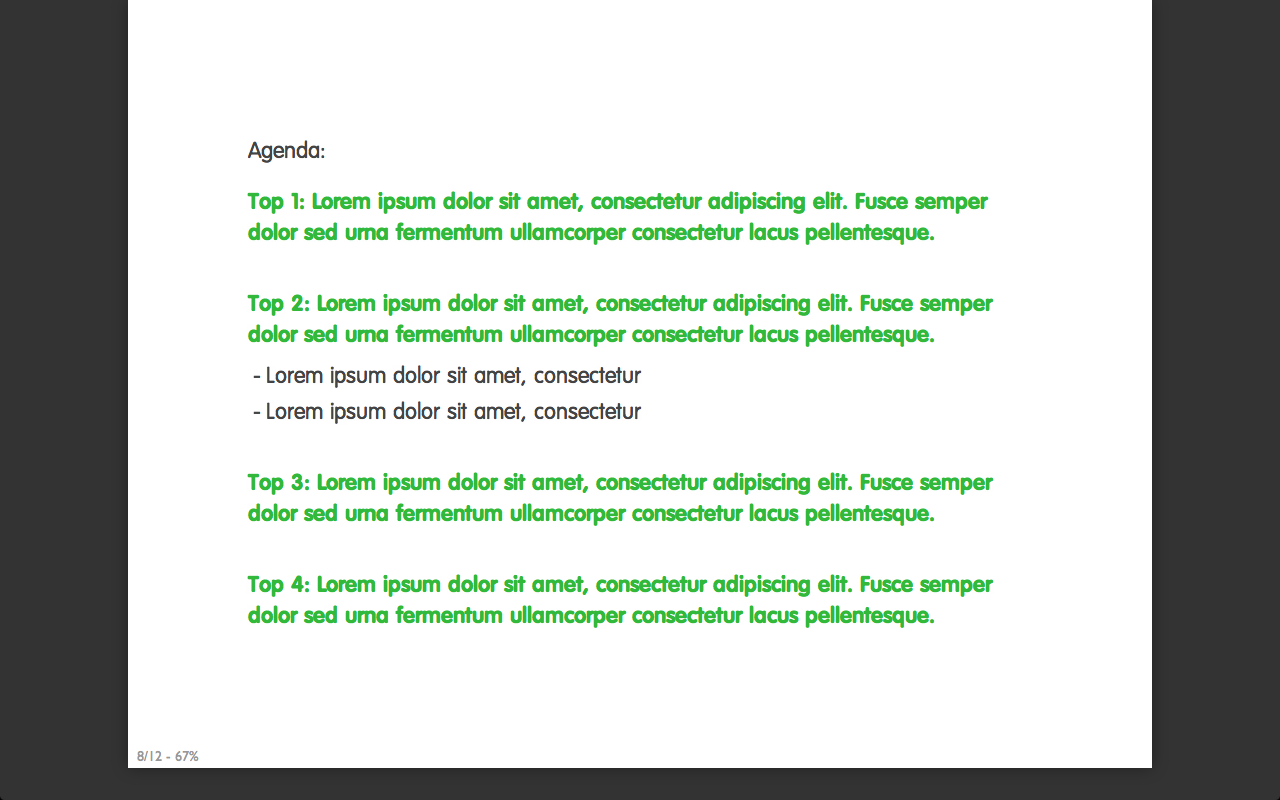 Agenda:
Top 1: Lorem ipsum dolor sit amet, consectetur adipiscing elit. Fusce semper
dolor sed urna fermentum ullamcorper consectetur lacus pellentesque.
Top 2: Lorem ipsum dolor sit amet, consectetur adipiscing elit. Fusce semper
dolor sed urna fermentum ullamcorper consectetur lacus pellentesque.
- Lorem ipsum dolor sit amet, consectetur
- Lorem ipsum dolor sit amet, consectetur
Top 3: Lorem ipsum dolor sit amet, consectetur adipiscing elit. Fusce semper
dolor sed urna fermentum ullamcorper consectetur lacus pellentesque.
Top 4: Lorem ipsum dolor sit amet, consectetur adipiscing elit. Fusce semper
dolor sed urna fermentum ullamcorper consectetur lacus pellentesque.
8/12 - 67%